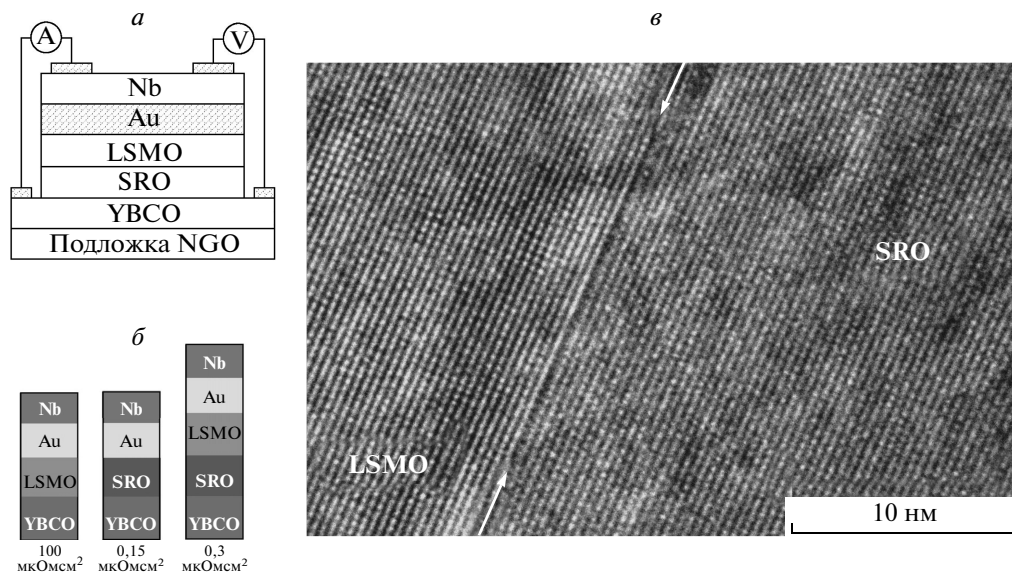 а
A
V
Nb
Au
LSMO
SRO
YBCO
Подложка NGO
б
Nb
Au
LSMO
YBCO
100
мкОмсм²
Nb
Au
SRO
YBCO
0,15
мкОмсм²
Nb
Au
LSMO
SRO
YBCO
0,3
мкОмсм²
в
SRO
LSMO
10 нм